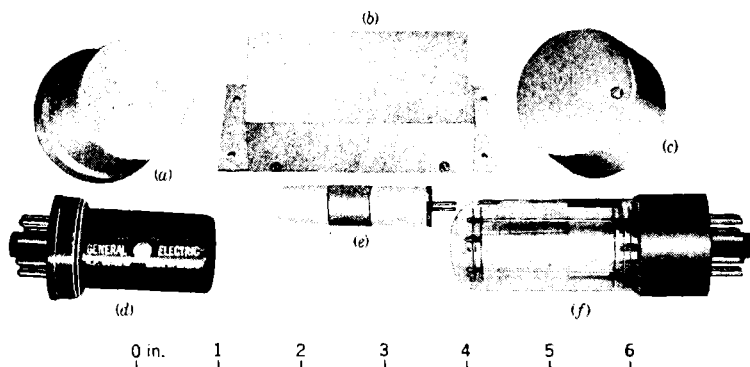 (b)
(a)
(c)
(e)
GENERAL ELECTRIC
(d)
(f)
0 in. 1 2 3 4 5 6